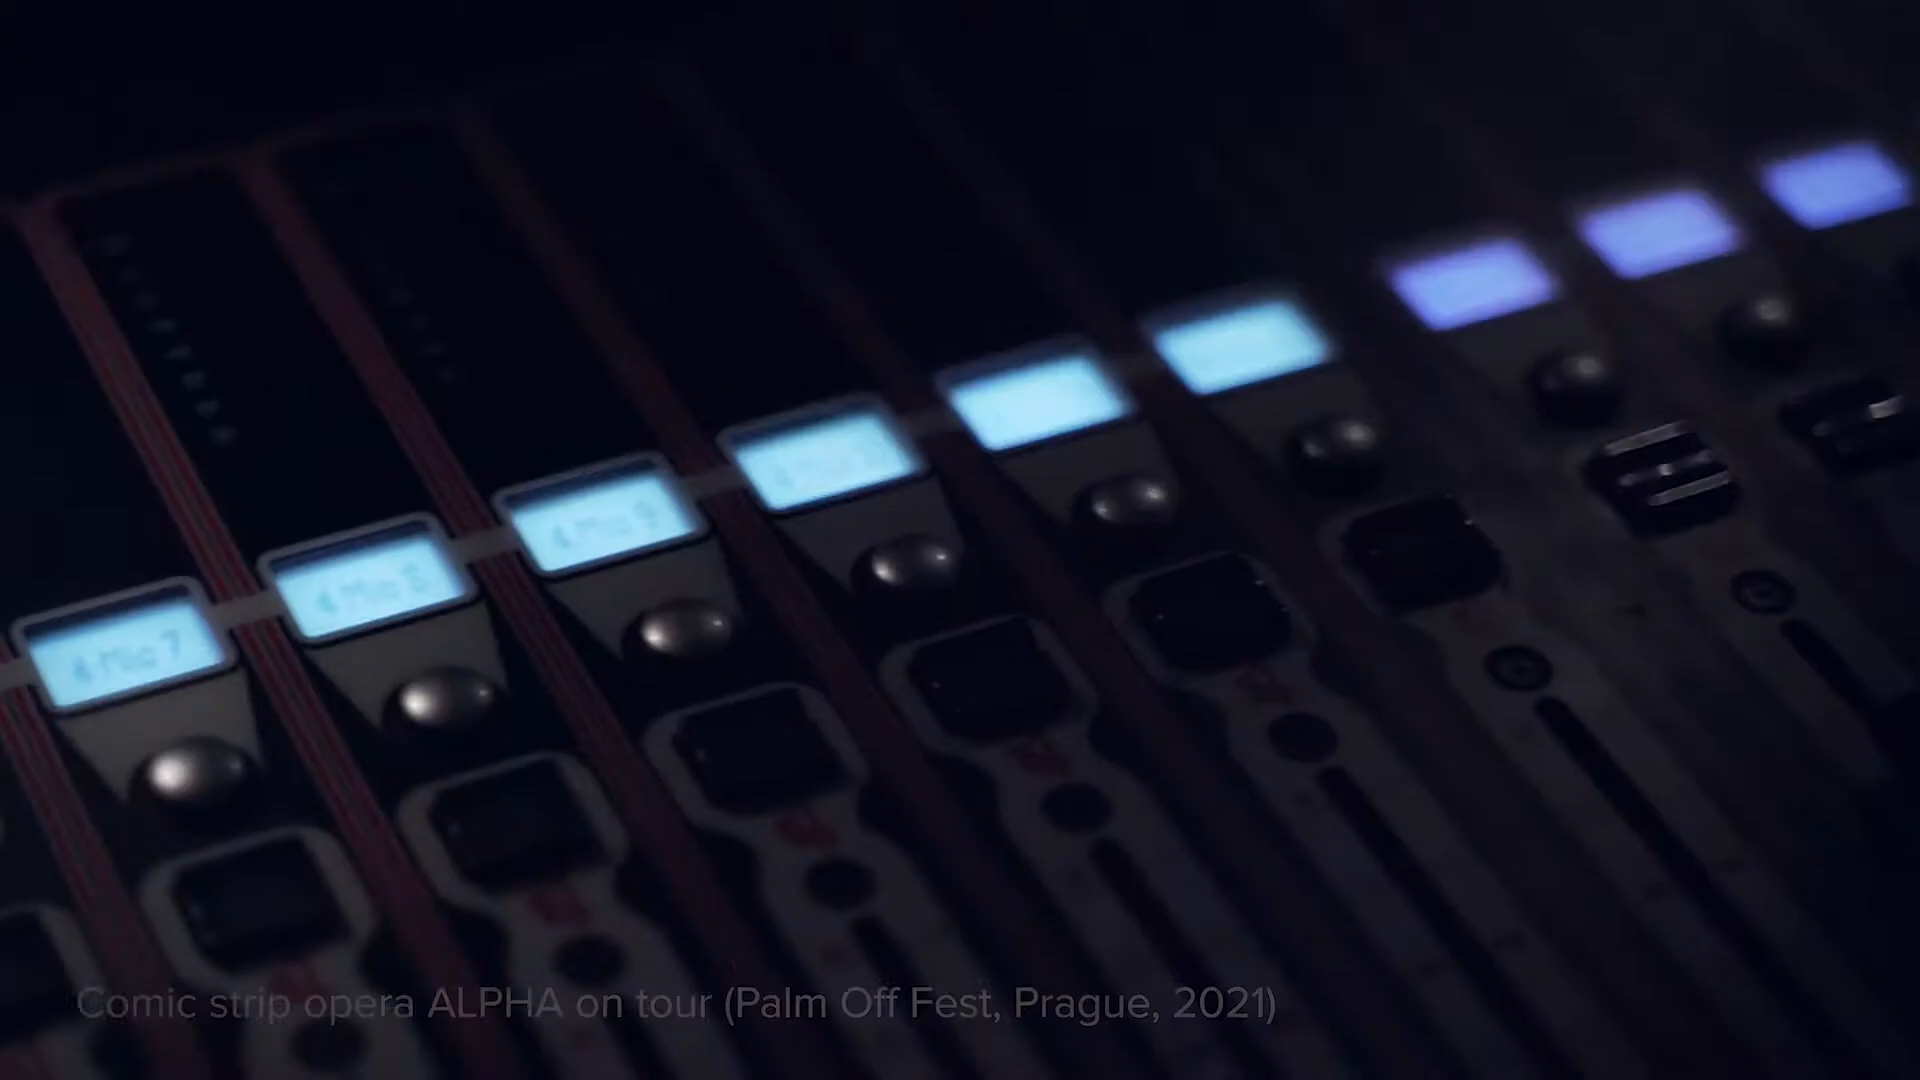 4 Mic 7
4 Mic 8
4 Mic 9
Comic strip opera ALPHA on tour (Palm Off Fest, Prague, 2021)